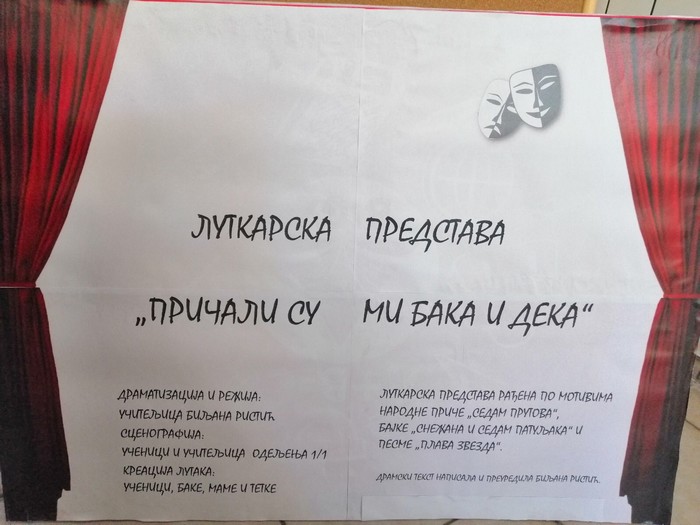 ЛУТКАРСКА ПРЕДСТАВА
„ПРИЧАЛИ СУ МИ БАКА И ДЕКА“
ДРАМАТИЗАЦИЈА И РЕЖИЈА:
УЧИТЕЉИЦА БИЉАНА РИСТИЋ
СЦЕНОГРАФИЈА:
УЧЕНИЦИ И УЧИТЕЉИЦА ОДЕЉЕЊА 1/1
КРЕАЦИЈА ЛУТАКА:
УЧЕНИЦИ, БАКЕ, МАМЕ И ТЕТКЕ
ЛУТКАРСКА ПРЕДСТАВА РАЂЕНА ПО МОТИВИМА
НАРОДНЕ ПРИЧЕ „СЕДАМ ПРУТОВА“,
БАЈКЕ „СНЕЖАНА И СЕДАМ ПАТУЉАКА“ И
ПЕСМЕ „ПЛАВА ЗВЕЗДА“.
ДРАМСКИ ТЕКСТ НАПИСАЛА И ПРЕУРЕДИЛА БИЉАНА РИСТИЋ.